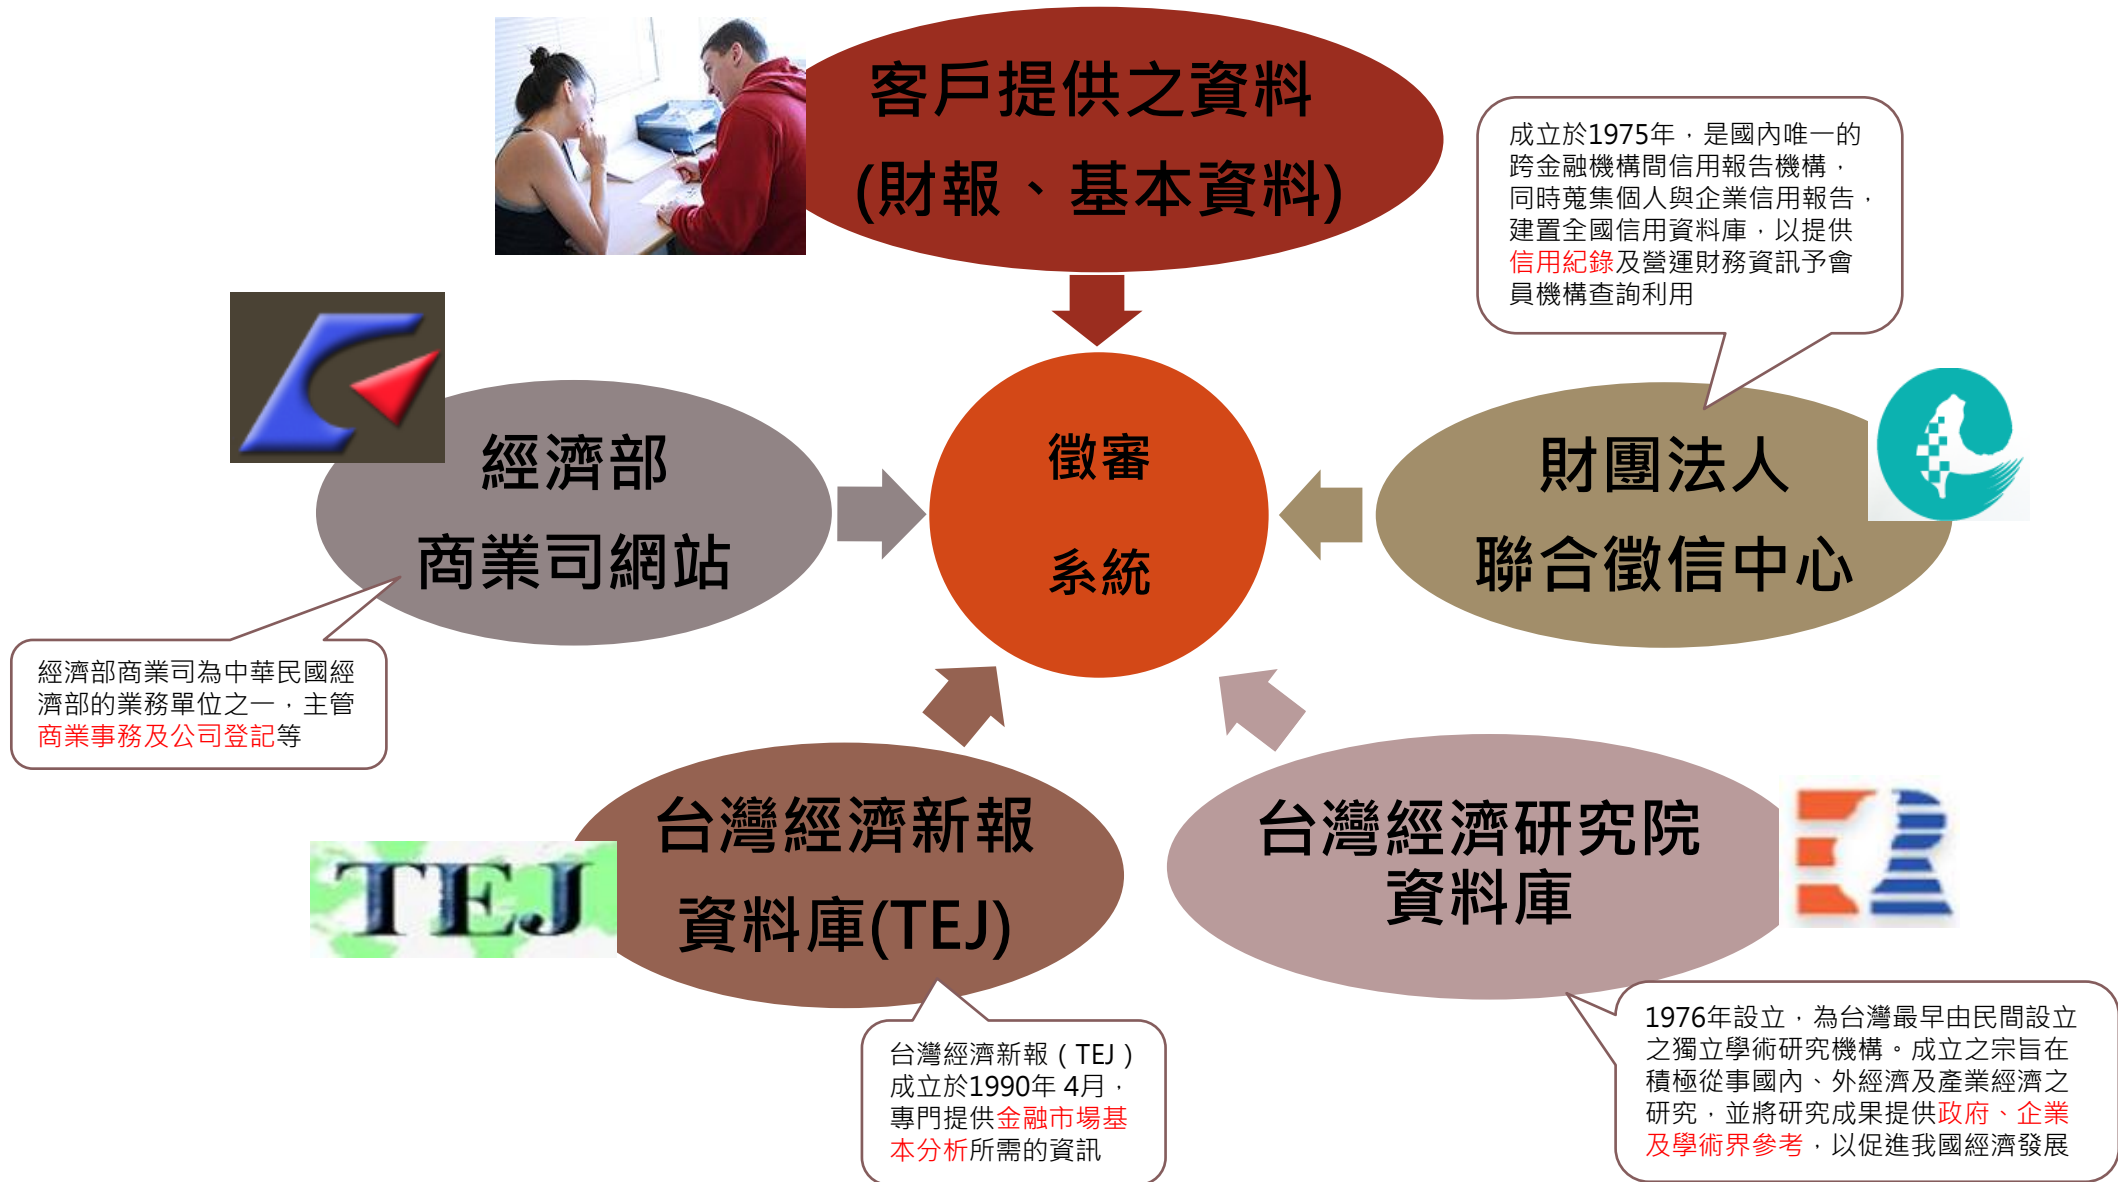 客戶提供之資料
(財報、基本資料)
成立於1975年，是國內唯一的
跨金融機構間信用報告機構，
同時蒐集個人與企業信用報告，
建置全國信用資料庫，以提供
信用紀錄及營運財務資訊予會
員機構查詢利用
經濟部
商業司網站
徵審
系統
財團法人
聯合徵信中心
經濟部商業司為中華民國經
濟部的業務單位之一，主管
商業事務及公司登記等
TEJ
台灣經濟新報
資料庫(TEJ)
台灣經濟研究院
資料庫
台灣經濟新報（TEJ）
成立於1990年 4月，
專門提供金融市場基
本分析所需的資訊
1976年設立，為台灣最早由民間設立
之獨立學術研究機構。成立之宗旨在
積極從事國內、外經濟及產業經濟之
研究，並將研究成果提供政府、企業
及學術界參考，以促進我國經濟發展